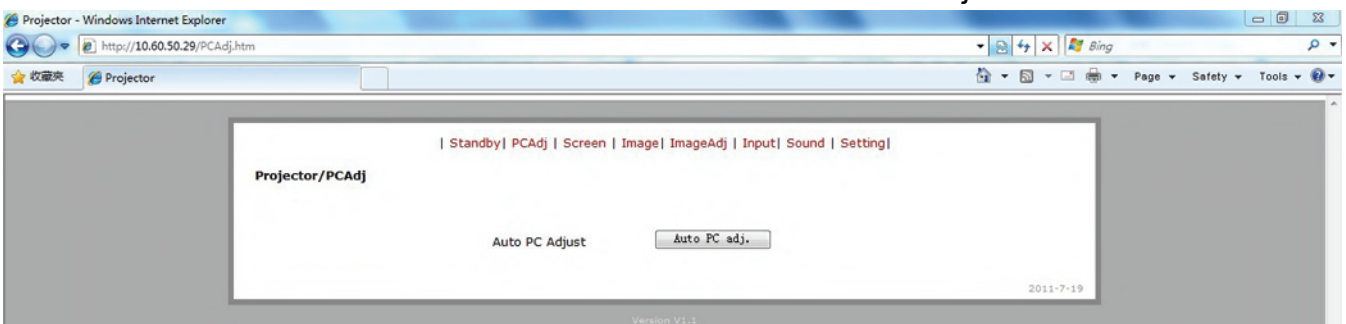 Projector - Windows Internet Explorer
http://10.60.50.29/PCAdj.htm
Bing
收藏夹
Projector
Page
Safety
Tools
| Standby| PCAdj | Screen | Image| ImageAdj | Input| Sound | Setting|
Projector/PCAdj
Auto PC Adjust
Auto PC adj.
2011-7-19
Version V1.1